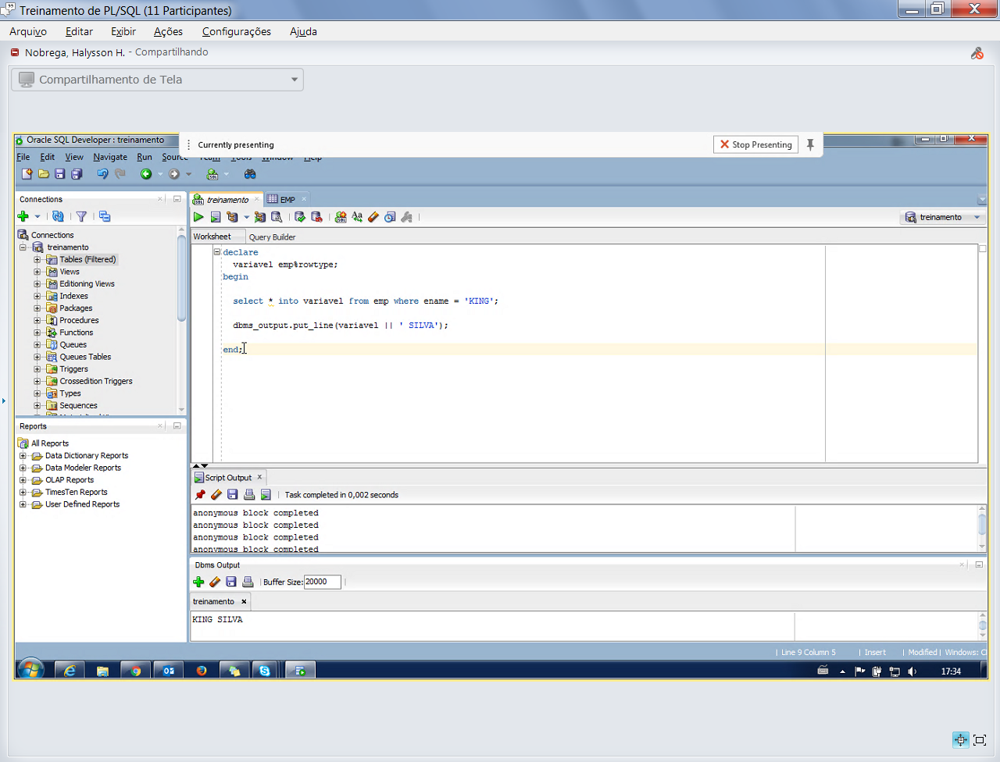 Treinamento de PL/SQL (11 Participantes)
Arquivo Editar Exibir Ações Configurações Ajuda
Nobrega, Halysson H. - Compartilhando
Compartilhamento de Tela
Oracle SQL Developer : treinamento
Currently presenting
Stop Presenting
File Edit View Navigate Run Source Team Tools Window Help
Connections
treinamento
EMP
treinamento
Worksheet
Query Builder
Connections
treinamento
Tables (Filtered)
Views
Editioning Views
Indexes
Packages
Procedures
Functions
Queues
Queues Tables
Triggers
Crossedition Triggers
Types
Sequences
declare
variavel emp%rowtype;
begin
select * into variavel from emp where ename = 'KING';
dbms_output.put_line(variavel || ' SILVA');
end;
Reports
All Reports
Data Dictionary Reports
Data Modeler Reports
OLAP Reports
TimesTen Reports
User Defined Reports
Script Output
Task completed in 0,002 seconds
anonymous block completed
anonymous block completed
anonymous block completed
anonymous block completed
Dbms Output
Buffer Size: 20000
treinamento
KING SILVA
Line 9 Column 5
Insert
Modified
Windows: C
17:34